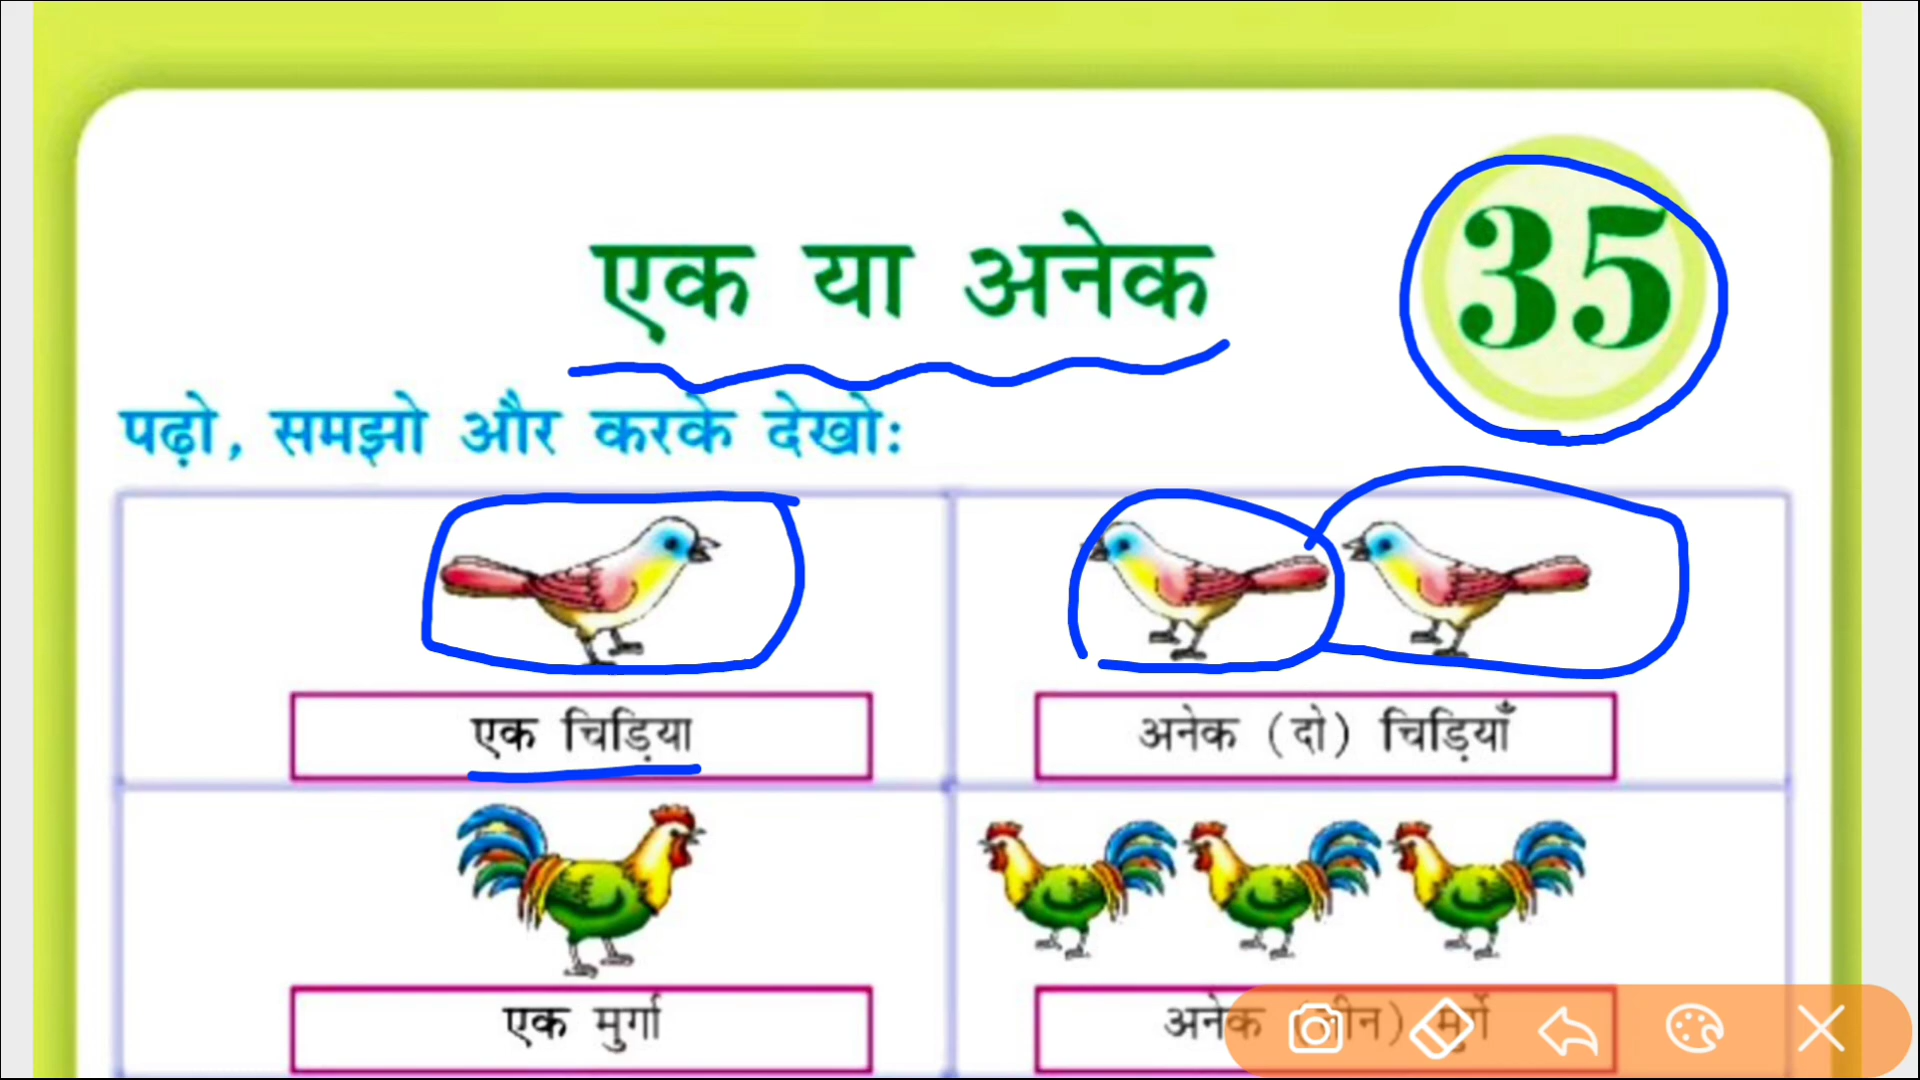 35
एक या अनेक
पढ़ो, समझो और करके देखो:
एक चिड़िया
अनेक (दो) चिड़ियाँ
एक मुर्गा
अनेक (तीन) मुर्गे